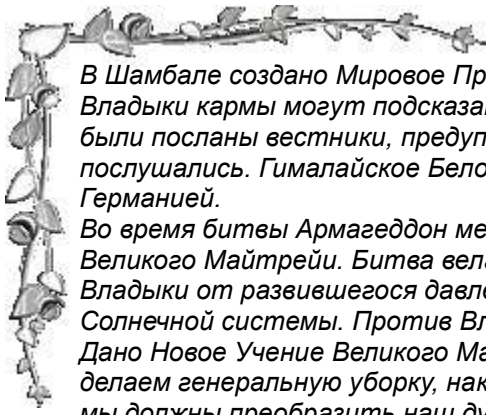 В Шамбале создано Мировое Пр
Владыки кармы могут подсказа
были посланы вестники, предуп
послушались. Гималайское Бело
Германией.
Во время битвы Армагеддон ме
Великого Майтрейи. Битва вела
Владыки от развившегося давле
Солнечной системы. Против Вл
Дано Новое Учение Великого Ма
делаем генеральную уборку, нак
мы должны преобразить наш ду